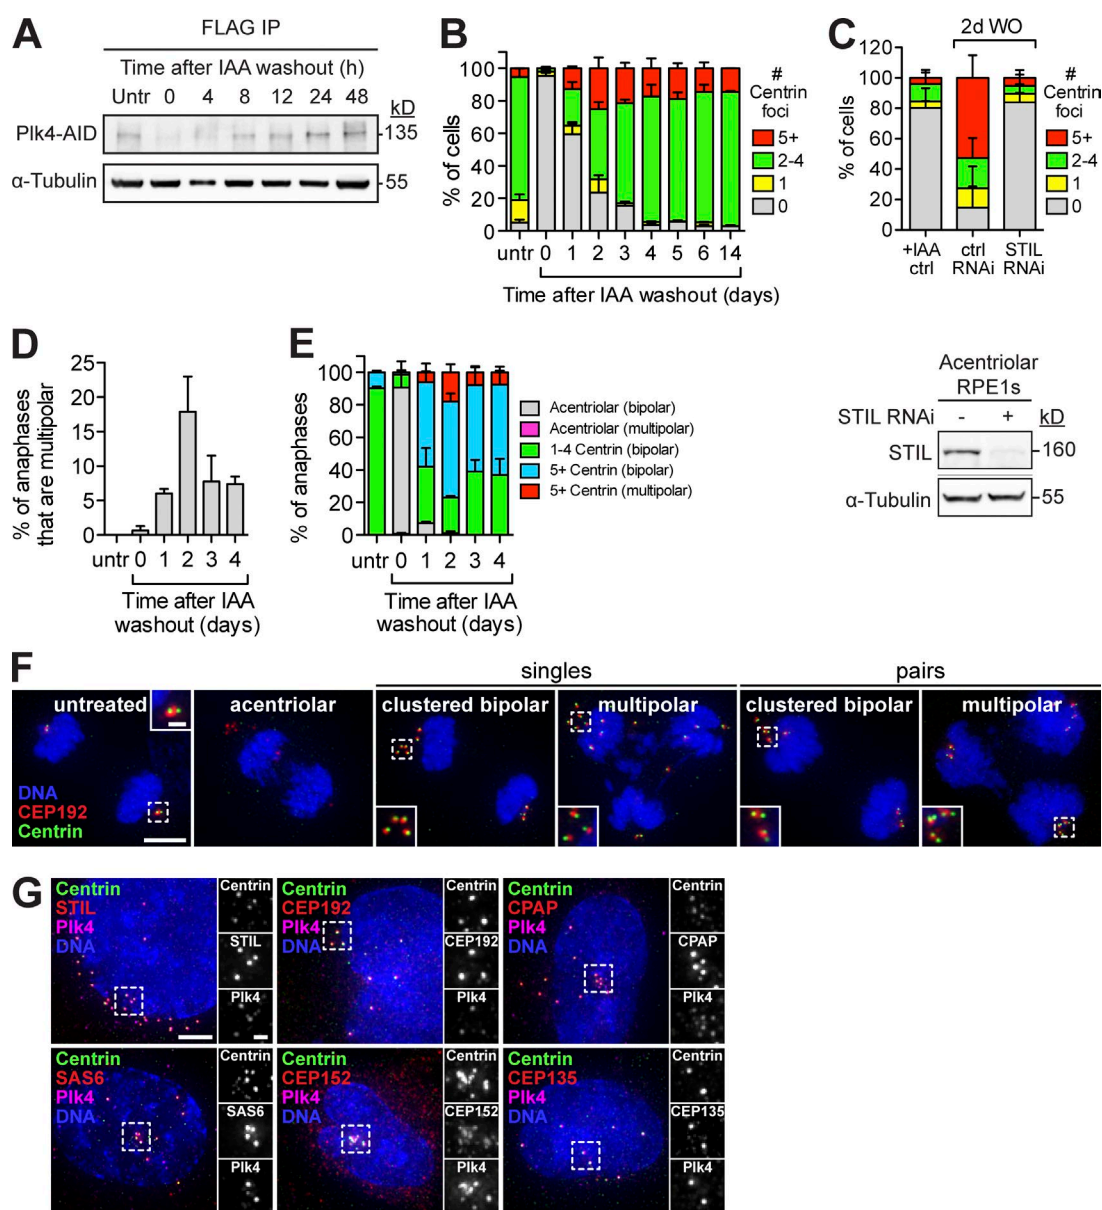 A
FLAG IP
Time after IAA washout (h)
Untr 0 4 8 12 24 48
kD
Plk4-AID
-135
α-Tubulin
-55
B
% of cells
100
80
60
40
20
0
untr 0 1 2 3 4 5 6 14
Time after IAA washout (days)
#
Centrin
foci
5+
2-4
1
0
C
2d WO
% of cells
120
100
80
60
40
20
0
+IAA
ctrl
ctrl
RNAi
STIL
RNAi
#
Centrin
foci
5+
2-4
1
0
Acentriolar
RPE1s
STIL RNAi - + kD
STIL
-160
α-Tubulin
-55
D
% of anaphases
that are multipolar
25
20
15
10
5
0
untr 0 1 2 3 4
Time after IAA
washout (days)
E
% of anaphases
100
80
60
40
20
0
untr 0 1 2 3 4
Time after IAA
washout (days)
Acentriolar (bipolar)
Acentriolar (multipolar)
1-4 Centrin (bipolar)
5+ Centrin (bipolar)
5+ Centrin (multipolar)
F
singles
pairs
untreated
acentriolar
clustered bipolar
multipolar
clustered bipolar
multipolar
DNA
CEP192
Centrin
G
Centrin
STIL
Plk4
DNA
Centrin
STIL
Plk4
Centrin
CEP192
Plk4
DNA
Centrin
CEP192
Plk4
Centrin
CPAP
Plk4
DNA
Centrin
CPAP
Plk4
Centrin
SAS6
Plk4
DNA
Centrin
SAS6
Plk4
Centrin
CEP152
Plk4
DNA
Centrin
CEP152
Plk4
Centrin
CEP135
Plk4
DNA
Centrin
CEP135
Plk4